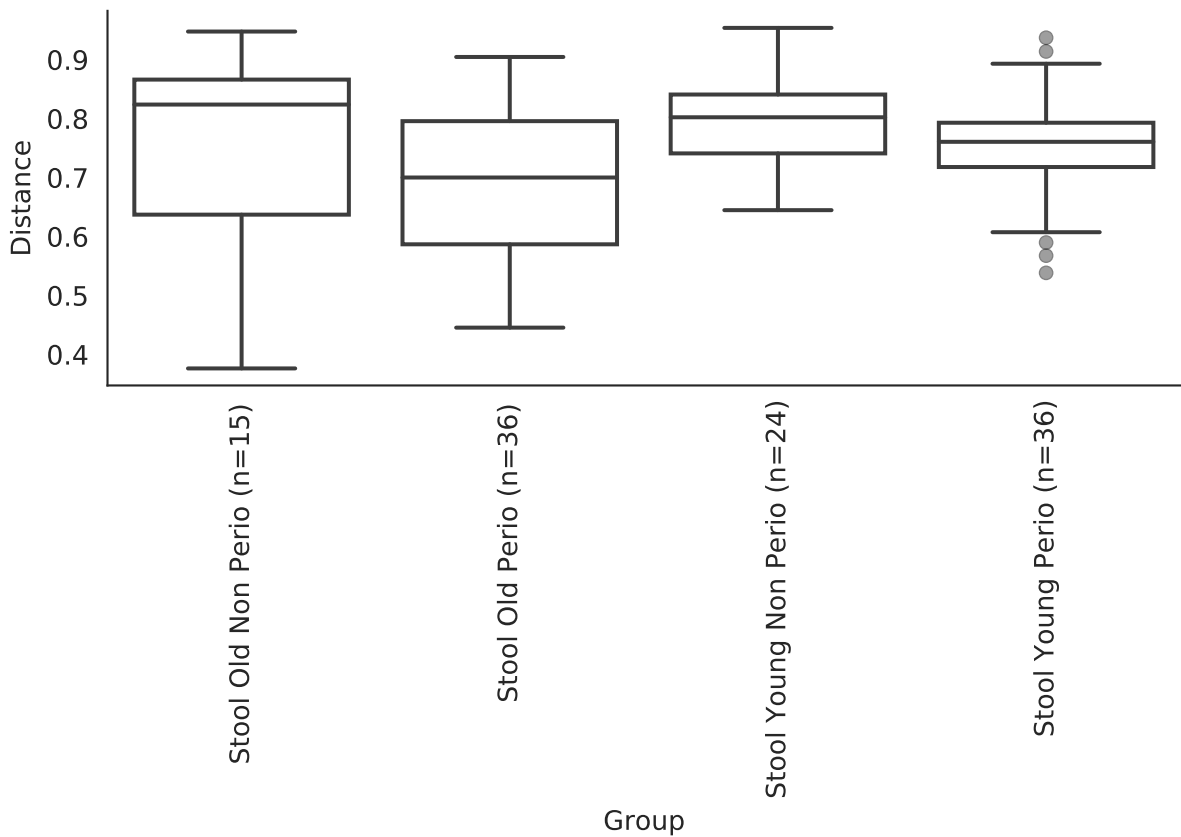 0.9
0.8
0.7
0.6
0.5
0.4
Distance
Stool Old Non Perio (n=15)
Stool Old Perio (n=36)
Stool Young Non Perio (n=24)
Stool Young Perio (n=36)
Group